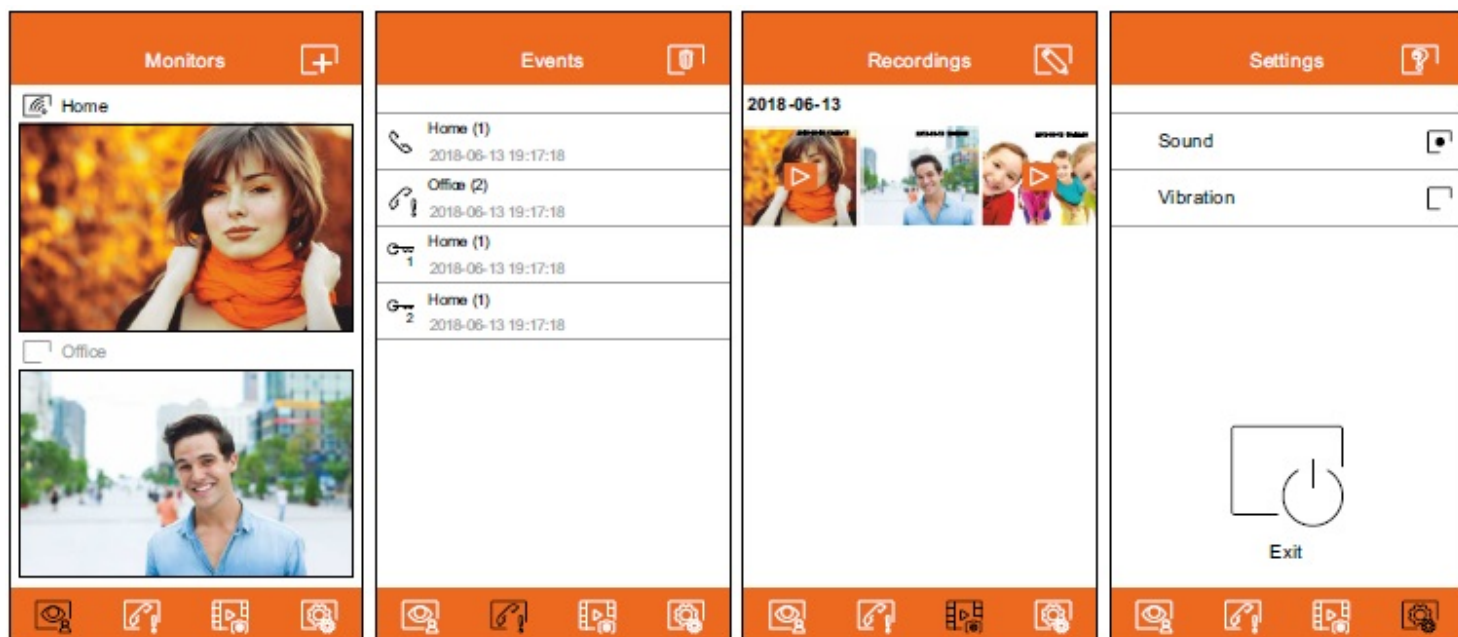 Monitors
Home
Office
Events
Home (1)
2018-06-13 19:17:18
Office (2)
2018-06-13 19:17:18
1
Home (1)
2018-06-13 19:17:18
2
Home (1)
2018-06-13 19:17:18
Recordings
2018-06-13
Settings
Sound
Vibration
Exit